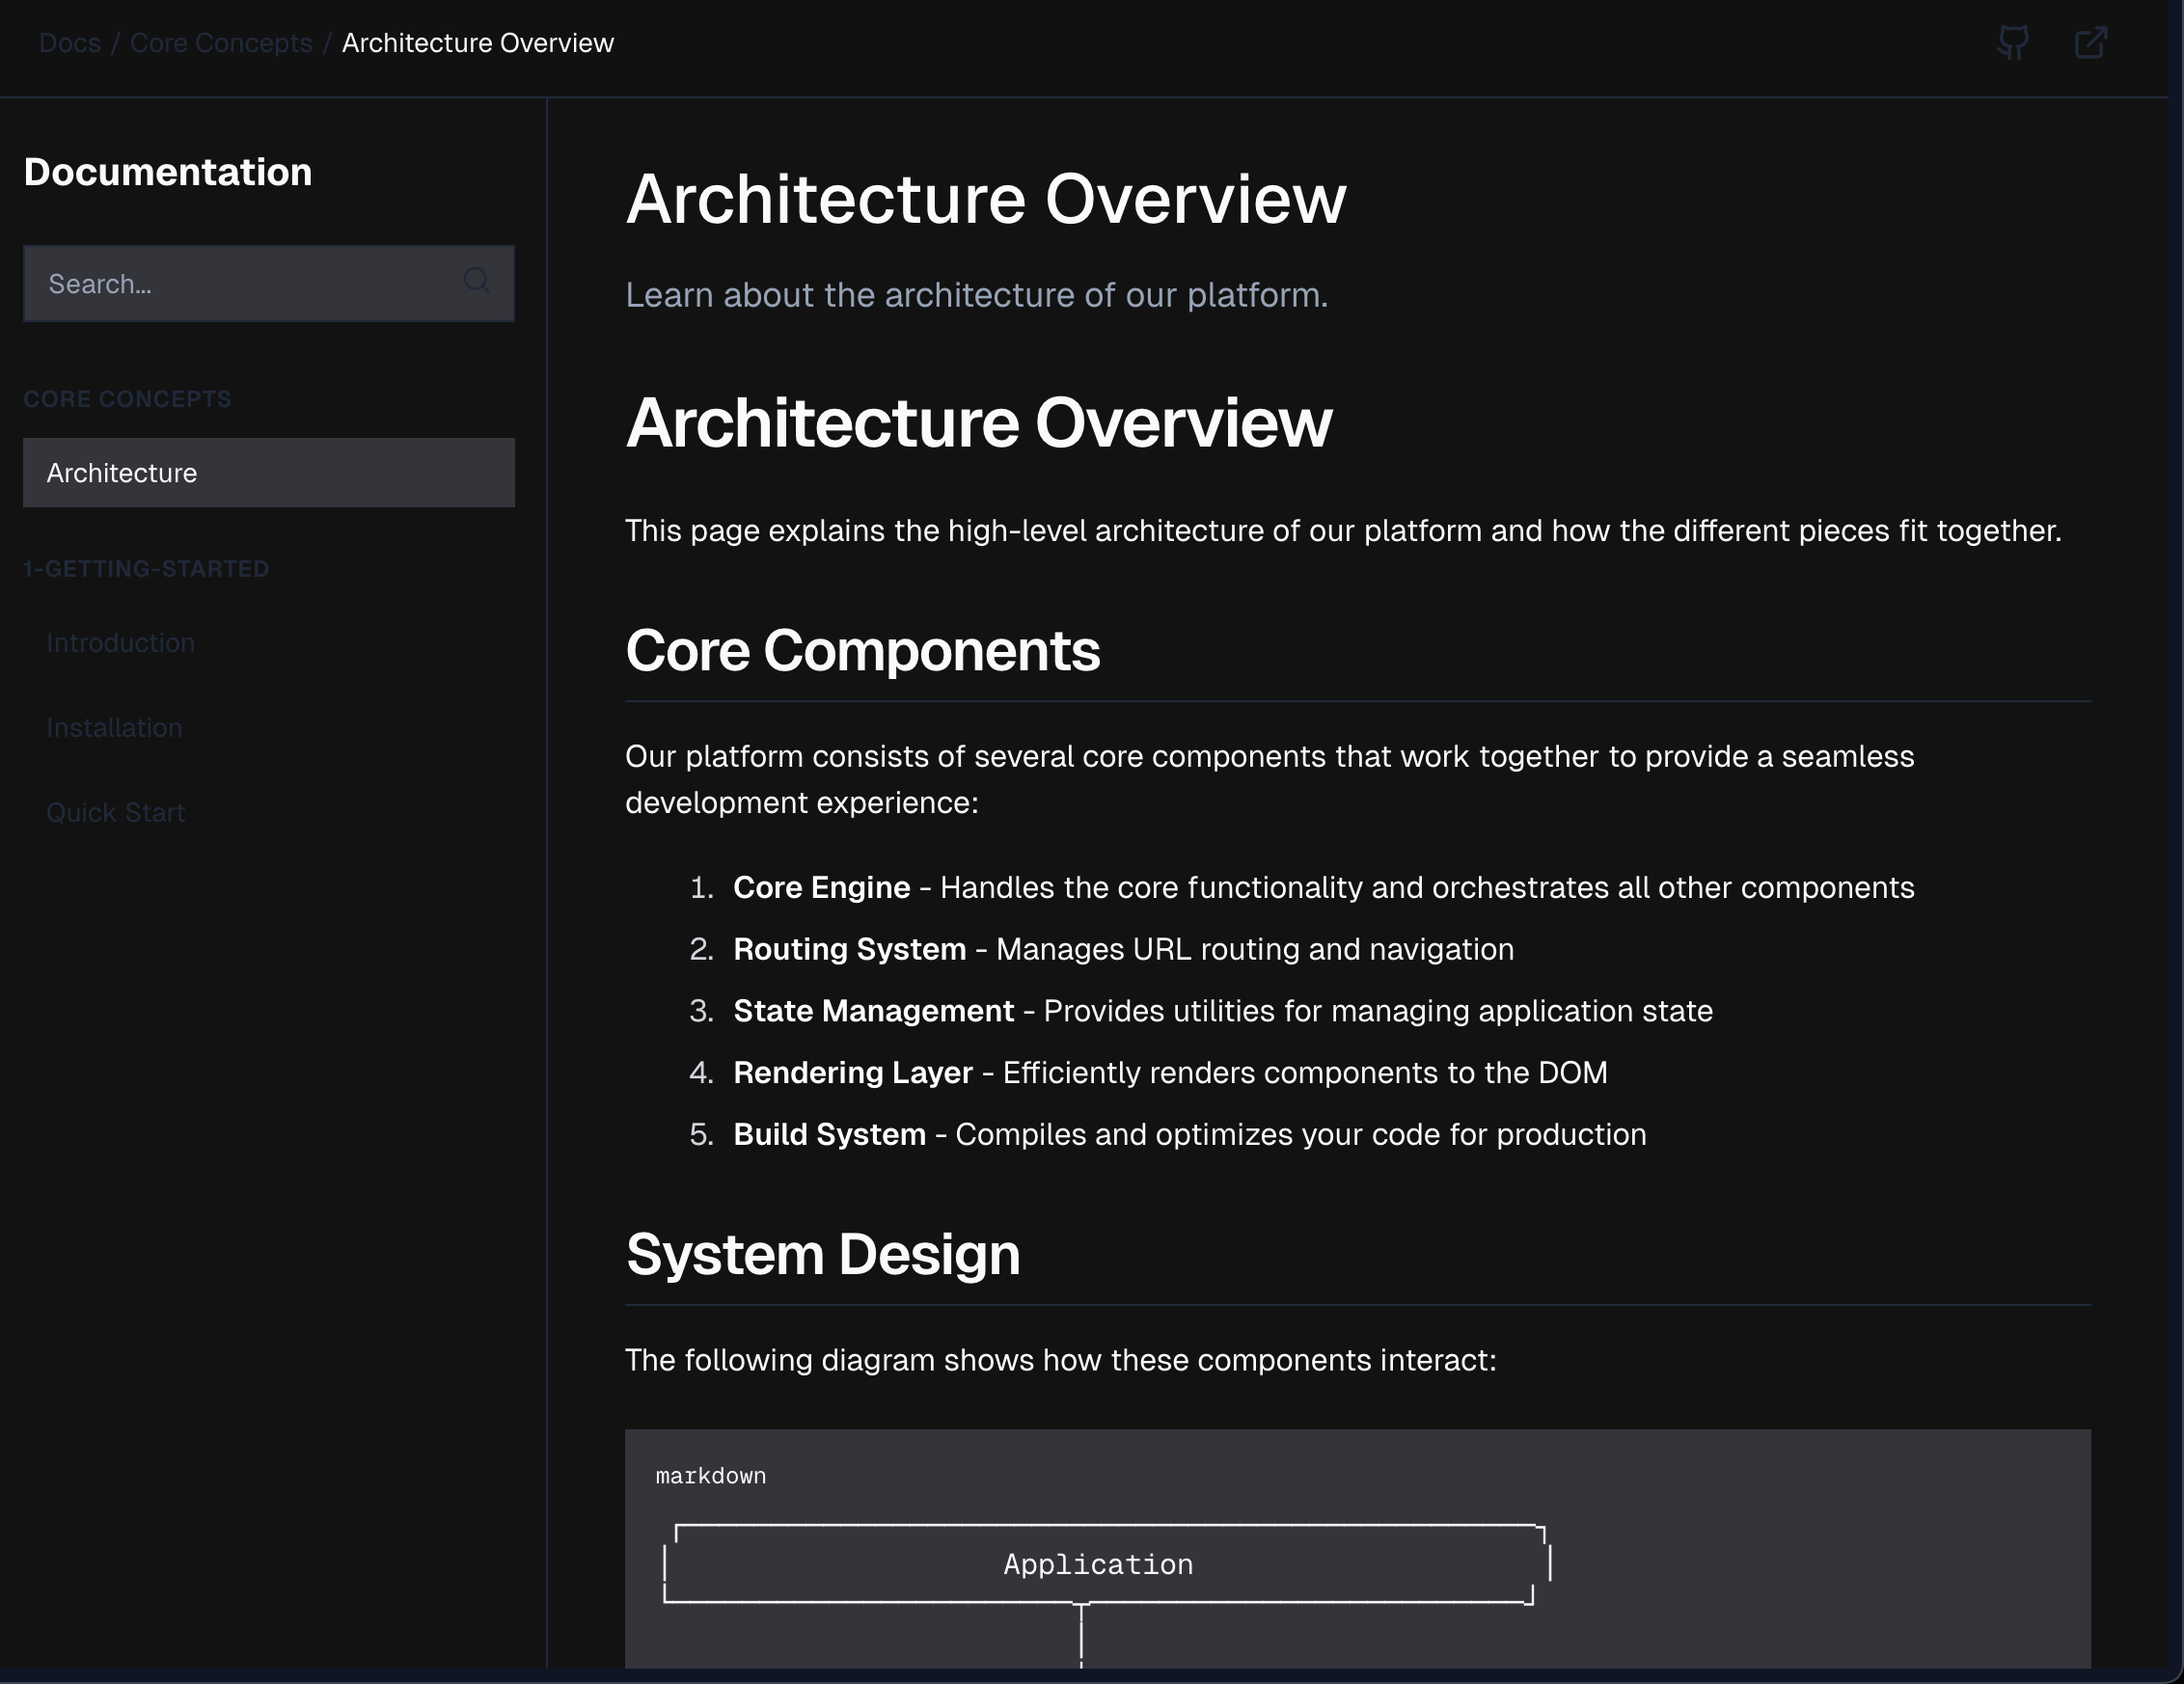 Docs / Core Concepts / Architecture Overview
Documentation
Search...
CORE CONCEPTS
Architecture
1-GETTING-STARTED
Introduction
Installation
Quick Start
Architecture Overview
Learn about the architecture of our platform.
Architecture Overview
This page explains the high-level architecture of our platform and how the different pieces fit together.
Core Components
Our platform consists of several core components that work together to provide a seamless
development experience:
1. Core Engine - Handles the core functionality and orchestrates all other components
2. Routing System - Manages URL routing and navigation
3. State Management - Provides utilities for managing application state
4. Rendering Layer - Efficiently renders components to the DOM
5. Build System - Compiles and optimizes your code for production
System Design
The following diagram shows how these components interact:
markdown
Application